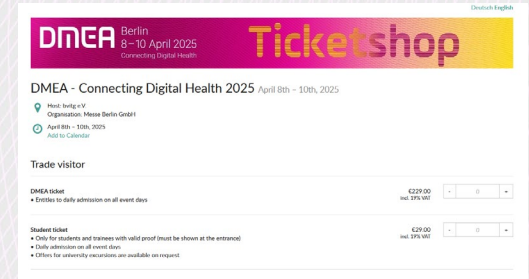 Deutsch English
DMEA Berlin
8–10 April 2025
Connecting Digital Health
Ticketshop
DMEA - Connecting Digital Health 2025 April 8th – 10th, 2025
Host: bvitg e.V.
Organisation: Messe Berlin GmbH
April 8th – 10th, 2025
Add to Calendar
Trade visitor
DMEA ticket €229.00 - 0 +
• Entitles to daily admission on all event days incl. 19% VAT
Student ticket €29.00 - 0 +
• Only for students and trainees with valid proof (must be shown at the entrance) incl. 19% VAT
• Daily admission on all event days
• Offers for university excursions are available on request